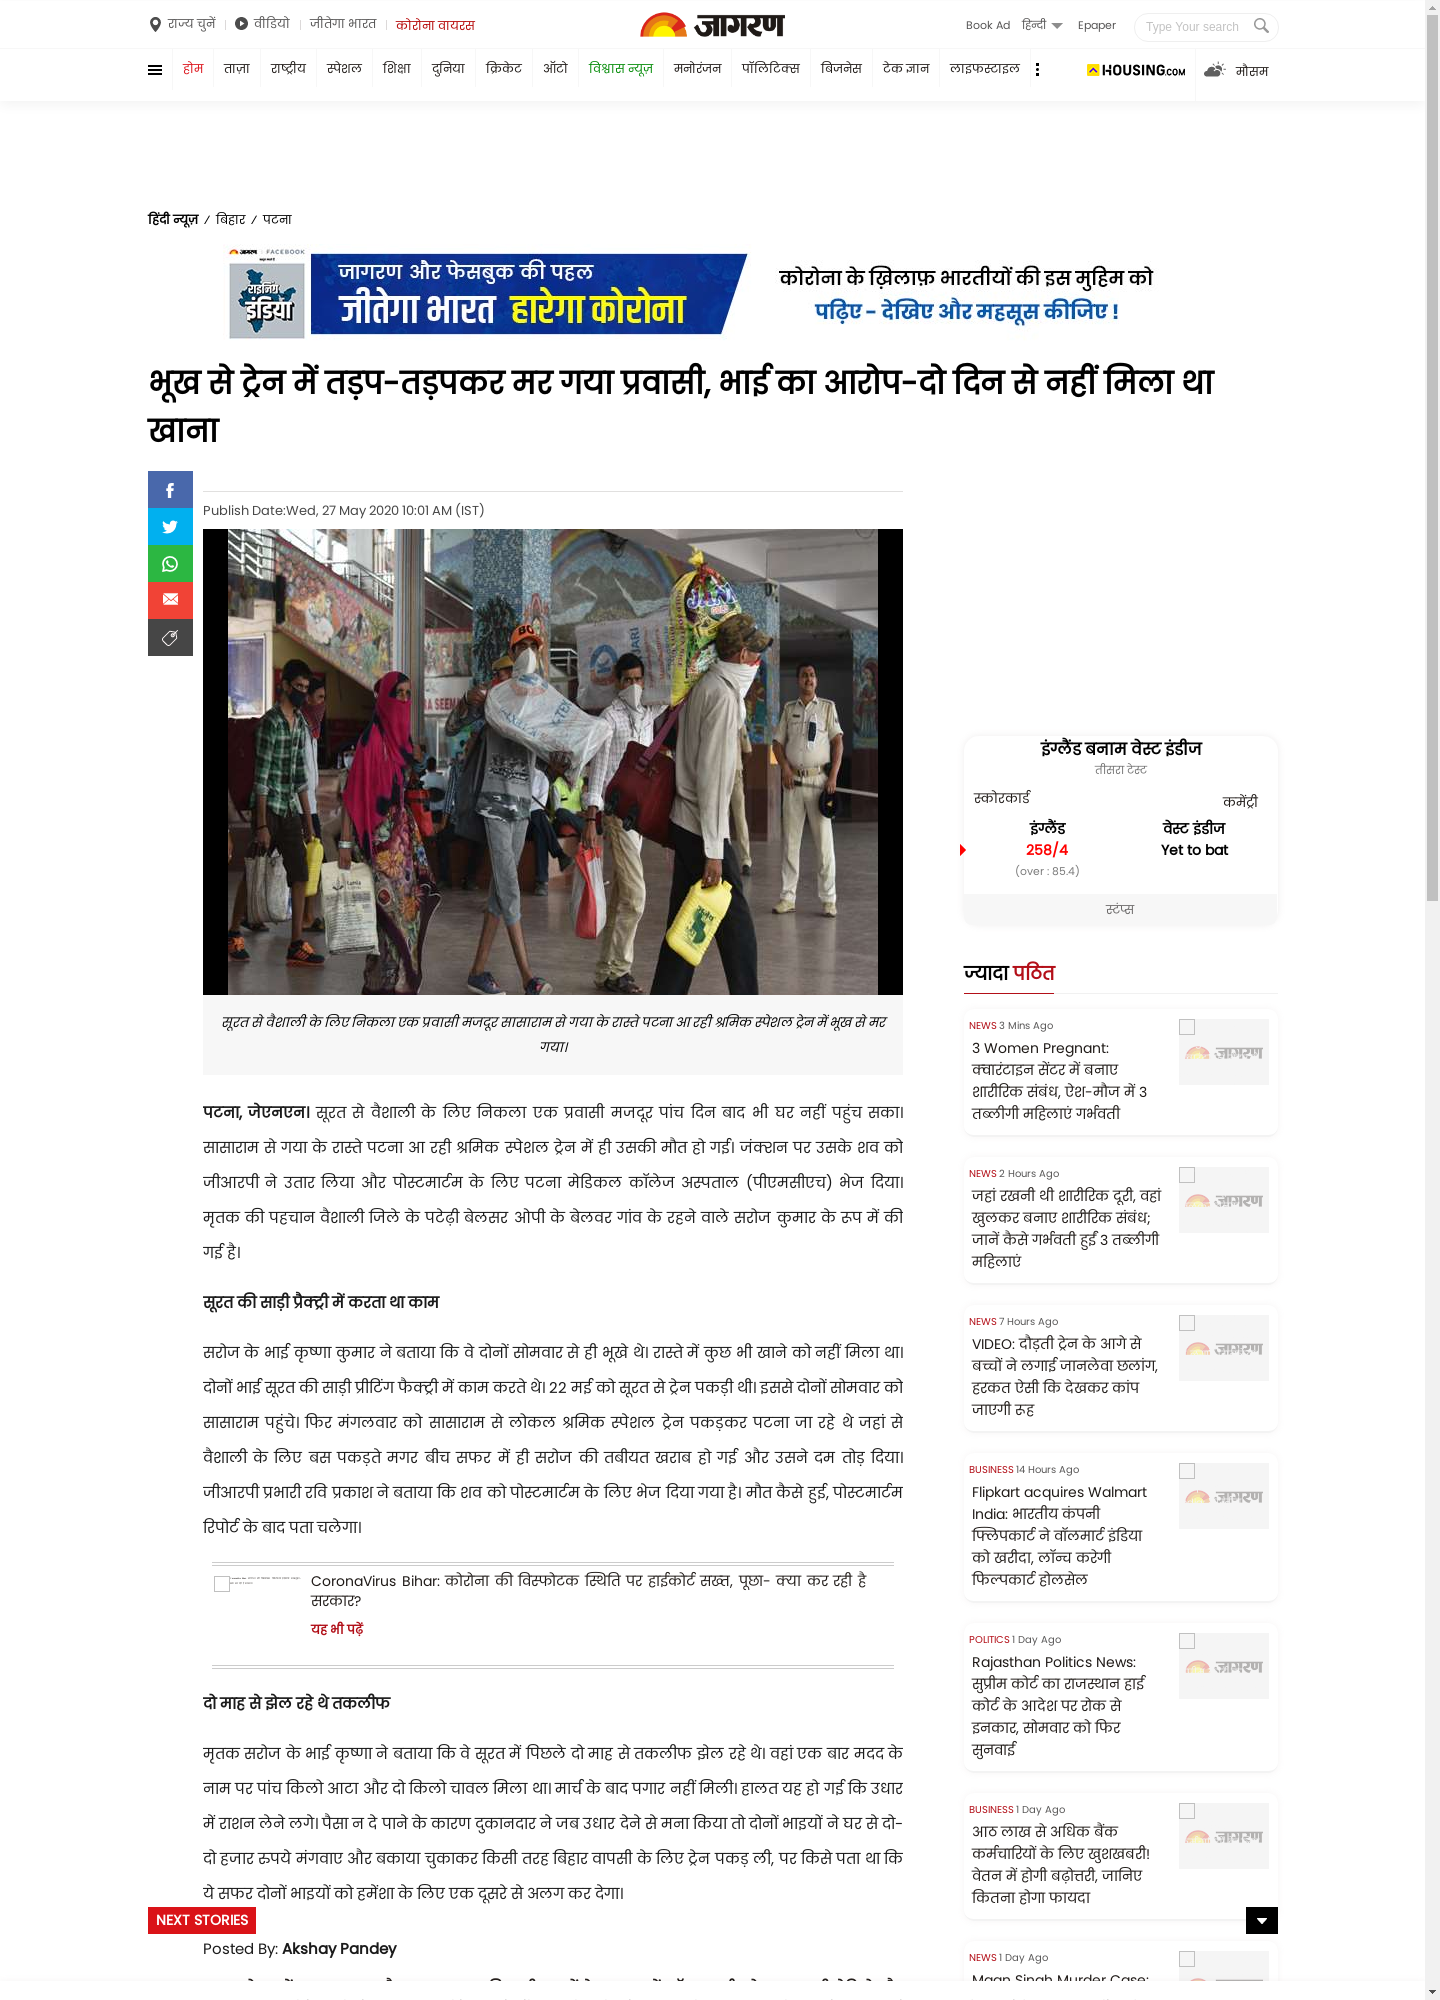 राज्य चुनें
वीडियो
जीतेगा भारत
कोरोना वायरस
जागरण
Book Ad
हिन्दी
Epaper
Type Your search
होम
ताज़ा
राष्ट्रीय
स्पेशल
शिक्षा
दुनिया
क्रिकेट
ऑटो
विश्वास न्यूज़
मनोरंजन
पॉलिटिक्स
बिजनेस
टेक ज्ञान
लाइफस्टाइल
HOUSING.COM
मौसम
हिंदी न्यूज़ / बिहार / पटना
जागरण FACEBOOK
राइजिंग
इंडिया
जागरण और फेसबुक की पहल
जीतेगा भारत हारेगा कोरोना
कोरोना के ख़िलाफ़ भारतीयों की इस मुहिम को
पढ़िए - देखिए और महसूस कीजिए !
भूख से ट्रेन में तड़प-तड़पकर मर गया प्रवासी, भाई का आरोप-दो दिन से नहीं मिला था
खाना
Publish Date:Wed, 27 May 2020 10:01 AM (IST)
सूरत से वैशाली के लिए निकला एक प्रवासी मजदूर सासाराम से गया के रास्ते पटना आ रही श्रमिक स्पेशल ट्रेन में भूख से मर
गया।
पटना, जेएनएन। सूरत से वैशाली के लिए निकला एक प्रवासी मजदूर पांच दिन बाद भी घर नहीं पहुंच सका।
सासाराम से गया के रास्ते पटना आ रही श्रमिक स्पेशल ट्रेन में ही उसकी मौत हो गई। जंक्शन पर उसके शव को
जीआरपी ने उतार लिया और पोस्टमार्टम के लिए पटना मेडिकल कॉलेज अस्पताल (पीएमसीएच) भेज दिया।
मृतक की पहचान वैशाली जिले के पटेढ़ी बेलसर ओपी के बेलवर गांव के रहने वाले सरोज कुमार के रूप में की
गई है।
सूरत की साड़ी प्रैक्ट्री में करता था काम
सरोज के भाई कृष्णा कुमार ने बताया कि वे दोनों सोमवार से ही भूखे थे। रास्ते में कुछ भी खाने को नहीं मिला था।
दोनों भाई सूरत की साड़ी प्रीटिंग फैक्ट्री में काम करते थे। 22 मई को सूरत से ट्रेन पकड़ी थी। इससे दोनों सोमवार को
सासाराम पहुंचे। फिर मंगलवार को सासाराम से लोकल श्रमिक स्पेशल ट्रेन पकड़कर पटना जा रहे थे जहां से
वैशाली के लिए बस पकड़ते मगर बीच सफर में ही सरोज की तबीयत खराब हो गई और उसने दम तोड़ दिया।
जीआरपी प्रभारी रवि प्रकाश ने बताया कि शव को पोस्टमार्टम के लिए भेज दिया गया है। मौत कैसे हुई, पोस्टमार्टम
रिपोर्ट के बाद पता चलेगा।
CoronaVirus Bihar: कोरोना की विस्फोटक स्थिति पर हाईकोर्ट सख्त, पूछा- क्या कर रही है
सरकार?
यह भी पढ़ें
दो माह से झेल रहे थे तकलीफ
मृतक सरोज के भाई कृष्णा ने बताया कि वे सूरत में पिछले दो माह से तकलीफ झेल रहे थे। वहां एक बार मदद के
नाम पर पांच किलो आटा और दो किलो चावल मिला था। मार्च के बाद पगार नहीं मिली। हालत यह हो गई कि उधार
में राशन लेने लगे। पैसा न दे पाने के कारण दुकानदार ने जब उधार देने से मना किया तो दोनों भाइयों ने घर से दो-
दो हजार रुपये मंगवाए और बकाया चुकाकर किसी तरह बिहार वापसी के लिए ट्रेन पकड़ ली, पर किसे पता था कि
ये सफर दोनों भाइयों को हमेंशा के लिए एक दूसरे से अलग कर देगा।
NEXT STORIES
Posted By: Akshay Pandey
इंग्लैंड बनाम वेस्ट इंडीज
तीसरा टेस्ट
स्कोरकार्ड
कमेंट्री
इंग्लैंड
वेस्ट इंडीज
258/4
Yet to bat
(over : 85.4)
स्टंप्स
ज्यादा पठित
NEWS 3 Mins Ago
3 Women Pregnant:
क्वारंटाइन सेंटर में बनाए
शारीरिक संबंध, ऐश-मौज में 3
तब्लीगी महिलाएं गर्भवती
जागरण
NEWS 2 Hours Ago
जहां रखनी थी शारीरिक दूरी, वहां
खुलकर बनाए शारीरिक संबंध;
जानें कैसे गर्भवती हुईं 3 तब्लीगी
महिलाएं
जागरण
NEWS 7 Hours Ago
VIDEO: दौड़ती ट्रेन के आगे से
बच्चों ने लगाई जानलेवा छलांग,
हरकत ऐसी कि देखकर कांप
जाएगी रूह
जागरण
BUSINESS 14 Hours Ago
Flipkart acquires Walmart
India: भारतीय कंपनी
फ्लिपकार्ट ने वॉलमार्ट इंडिया
को खरीदा, लॉन्च करेगी
फिल्पकार्ट होलसेल
जागरण
POLITICS 1 Day Ago
Rajasthan Politics News:
सुप्रीम कोर्ट का राजस्थान हाई
कोर्ट के आदेश पर रोक से
इनकार, सोमवार को फिर
सुनवाई
जागरण
BUSINESS 1 Day Ago
आठ लाख से अधिक बैंक
कर्मचारियों के लिए खुशखबरी!
वेतन में होगी बढ़ोत्तरी, जानिए
कितना होगा फायदा
जागरण
NEWS 1 Day Ago
Maan Singh Murder Case: